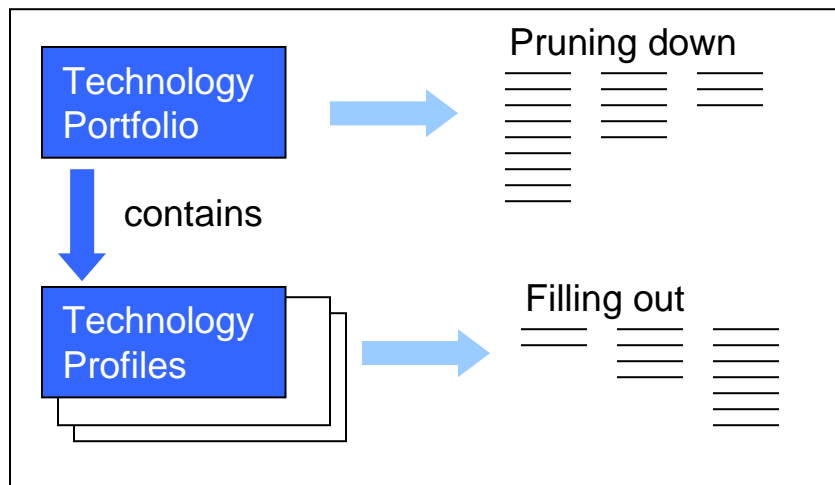 Technology
Portfolio
Pruning down
contains
Technology
Profiles
Filling out